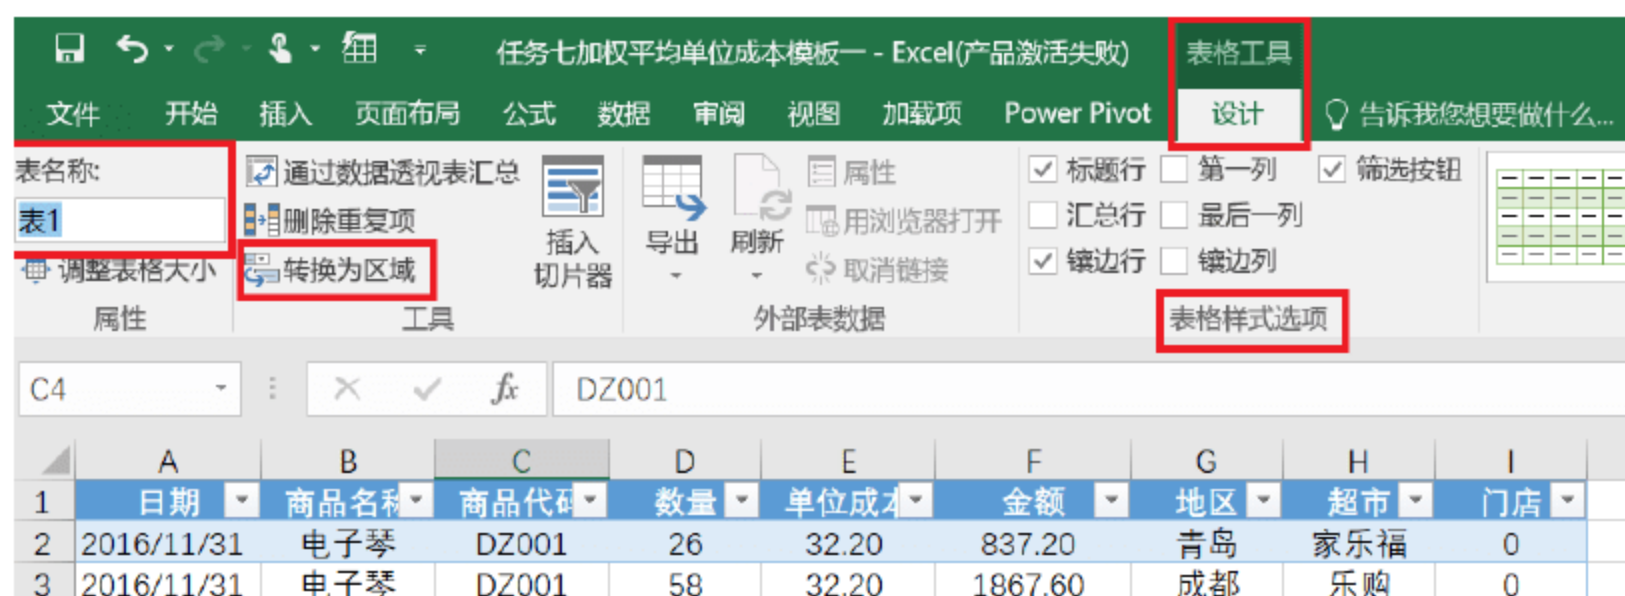 任务七加权平均单位成本模板一 - Excel(产品激活失败) 表格工具
文件 开始 插入 页面布局 公式 数据 审阅 视图 加载项 Power Pivot 设计 告诉我您想要做什么...
表名称:
表1
调整表格大小
属性
通过数据透视表汇总
删除重复项
转换为区域
工具
插入
切片器
导出
刷新
属性
用浏览器打开
取消链接
外部表数据
标题行 第一列 筛选按钮
汇总行 最后一列
镶边行 镶边列
表格样式选项
C4 fx DZ001
A B C D E F G H I
1 日期 商品名称 商品代码 数量 单位成本 金额 地区 超市 门店
2 2016/11/31 电子琴 DZ001 26 32.20 837.20 青岛 家乐福 0
3 2016/11/31 电子琴 DZ001 58 32.20 1867.60 成都 乐购 0